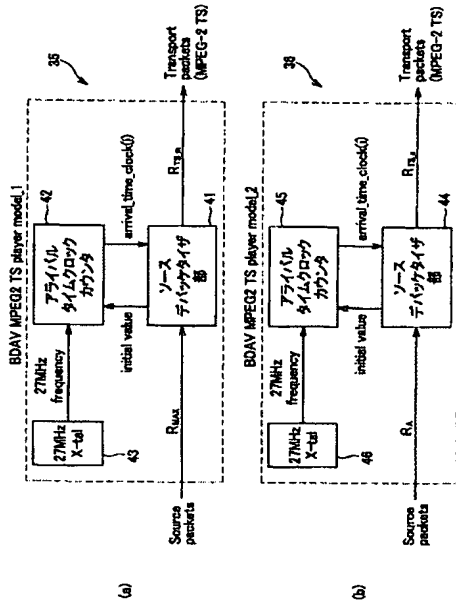 (a)
BDAV MPEG2 TS player model_1
35
27MHz
X-tal
43
27MHz
frequency
アライバル
タイムクロック
カウンタ
42
initial value
arrival_time_clock(i)
Source
packets
RMAX
ソース
デパッケタイザ
部
41
RTS_R
Transport
packets
(MPEG-2 TS)
(b)
BDAV MPEG2 TS player model_2
36
27MHz
X-tal
46
27MHz
frequency
アライバル
タイムクロック
カウンタ
45
initial value
arrival_time_clock(i)
Source
packets
RA
ソース
デパッケタイザ
部
44
Transport
packets
(MPEG-2 TS)